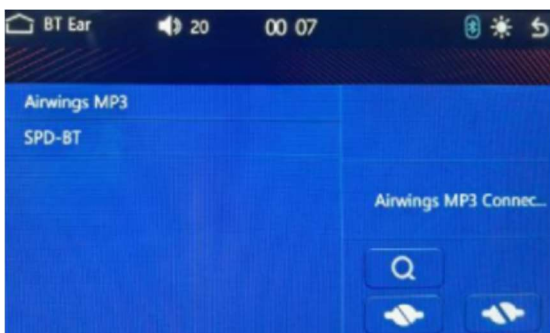 BT Ear 20 00 07
Airwings MP3
SPD-BT
Airwings MP3 Connec...